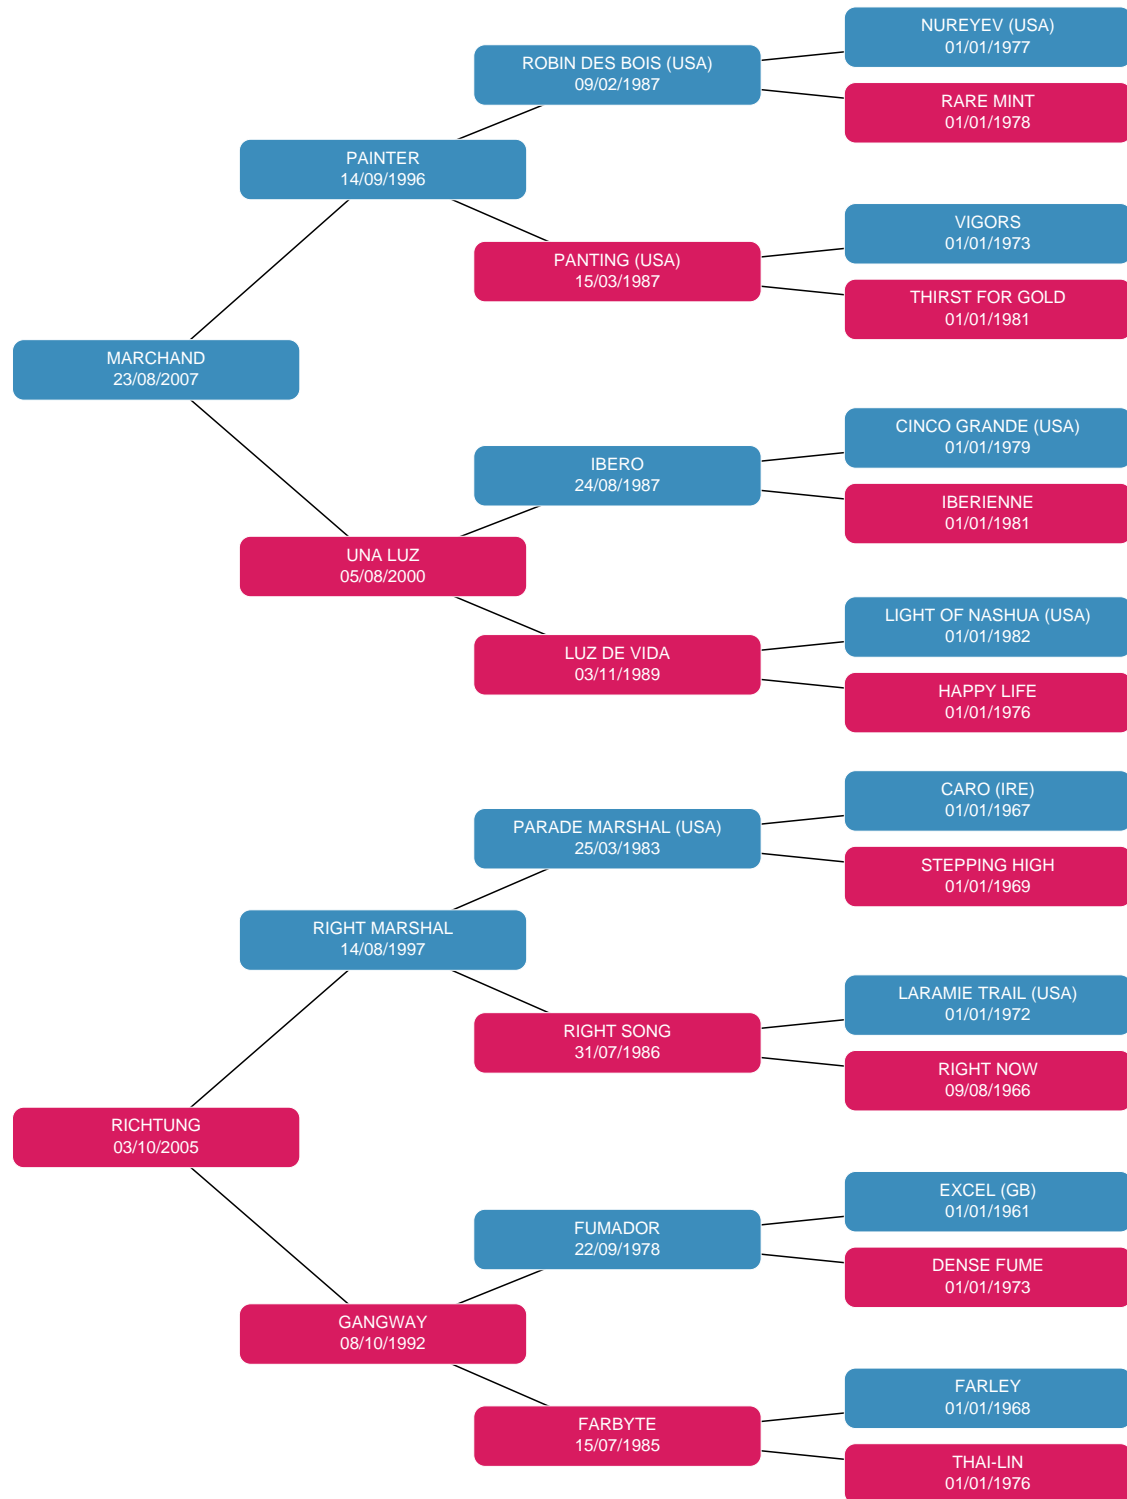 NUREYEV (USA)
01/01/1977
ROBIN DES BOIS (USA)
09/02/1987
RARE MINT
01/01/1978
PAINTER
14/09/1996
VIGORS
01/01/1973
PANTING (USA)
15/03/1987
THIRST FOR GOLD
01/01/1981
MARCHAND
23/08/2007
CINCO GRANDE (USA)
01/01/1979
IBERO
24/08/1987
IBERIENNE
01/01/1981
UNA LUZ
05/08/2000
LIGHT OF NASHUA (USA)
01/01/1982
LUZ DE VIDA
03/11/1989
HAPPY LIFE
01/01/1976
CARO (IRE)
01/01/1967
PARADE MARSHAL (USA)
25/03/1983
STEPPING HIGH
01/01/1969
RIGHT MARSHAL
14/08/1997
LARAMIE TRAIL (USA)
01/01/1972
RIGHT SONG
31/07/1986
RIGHT NOW
09/08/1966
RICHTUNG
03/10/2005
EXCEL (GB)
01/01/1961
FUMADOR
22/09/1978
DENSE FUME
01/01/1973
GANGWAY
08/10/1992
FARLEY
01/01/1968
FARBYTE
15/07/1985
THAI-LIN
01/01/1976